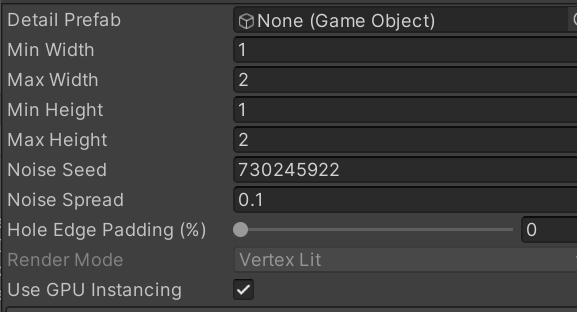 Detail Prefab None (Game Object)
Min Width 1
Max Width 2
Min Height 1
Max Height 2
Noise Seed 730245922
Noise Spread 0.1
Hole Edge Padding (%) 0
Render Mode Vertex Lit
Use GPU Instancing